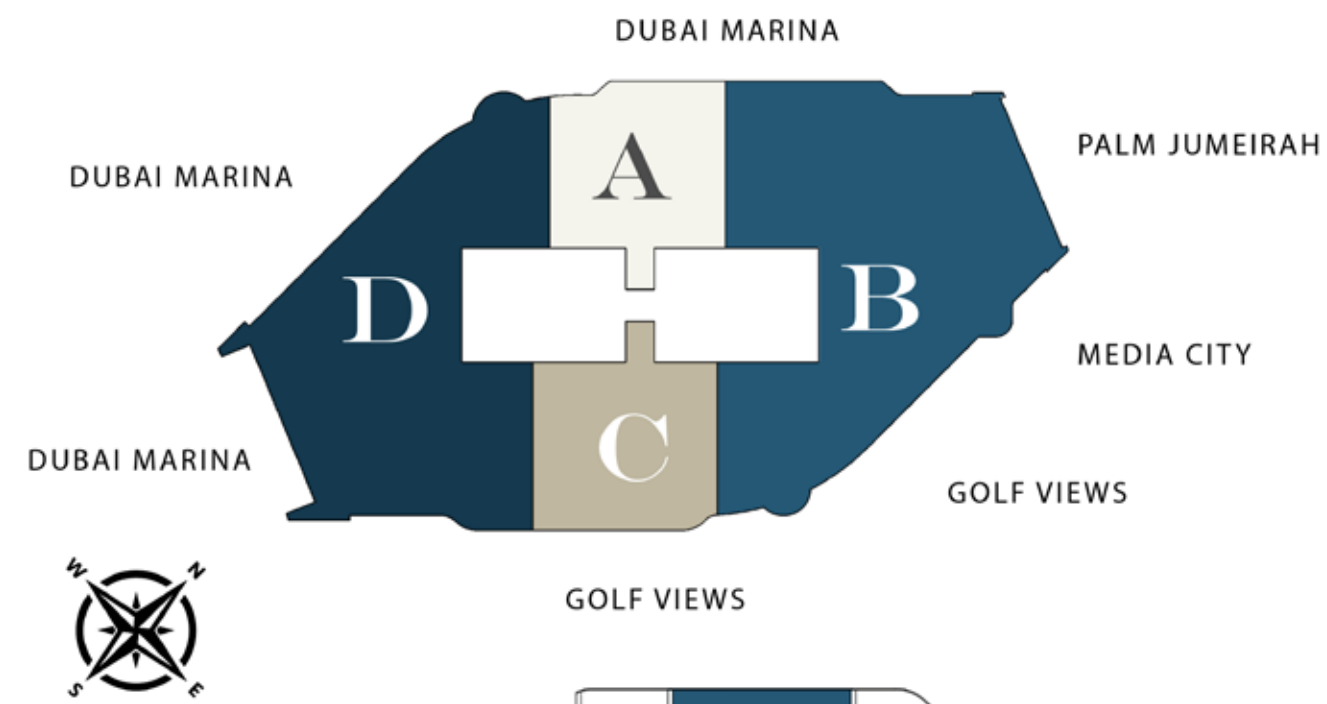 DUBAI MARINA
PALM JUMEIRAH
DUBAI MARINA
A
D
B
MEDIA CITY
C
DUBAI MARINA
GOLF VIEWS
W
N
GOLF VIEWS
S
E